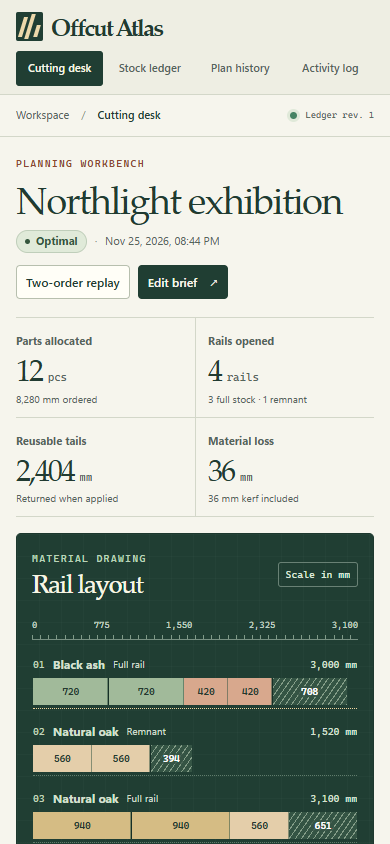 Offcut Atlas
Cutting desk Stock ledger Plan history Activity log
Workspace / Cutting desk Ledger rev. 1
PLANNING WORKBENCH
Northlight exhibition
Optimal · Nov 25, 2026, 08:44 PM
Two-order replay Edit brief ↗
Parts allocated Rails opened
12 pcs 4 rails
8,280 mm ordered 3 full stock · 1 remnant
Reusable tails Material loss
2,404 mm 36 mm
Returned when applied 36 mm kerf included
MATERIAL DRAWING
Rail layout
Scale in mm
0 775 1,550 2,325 3,100
01 Black ash Full rail 3,000 mm
720 720 420 420 708
02 Natural oak Remnant 1,520 mm
560 560 394
03 Natural oak Full rail 3,100 mm
940 940 560 651